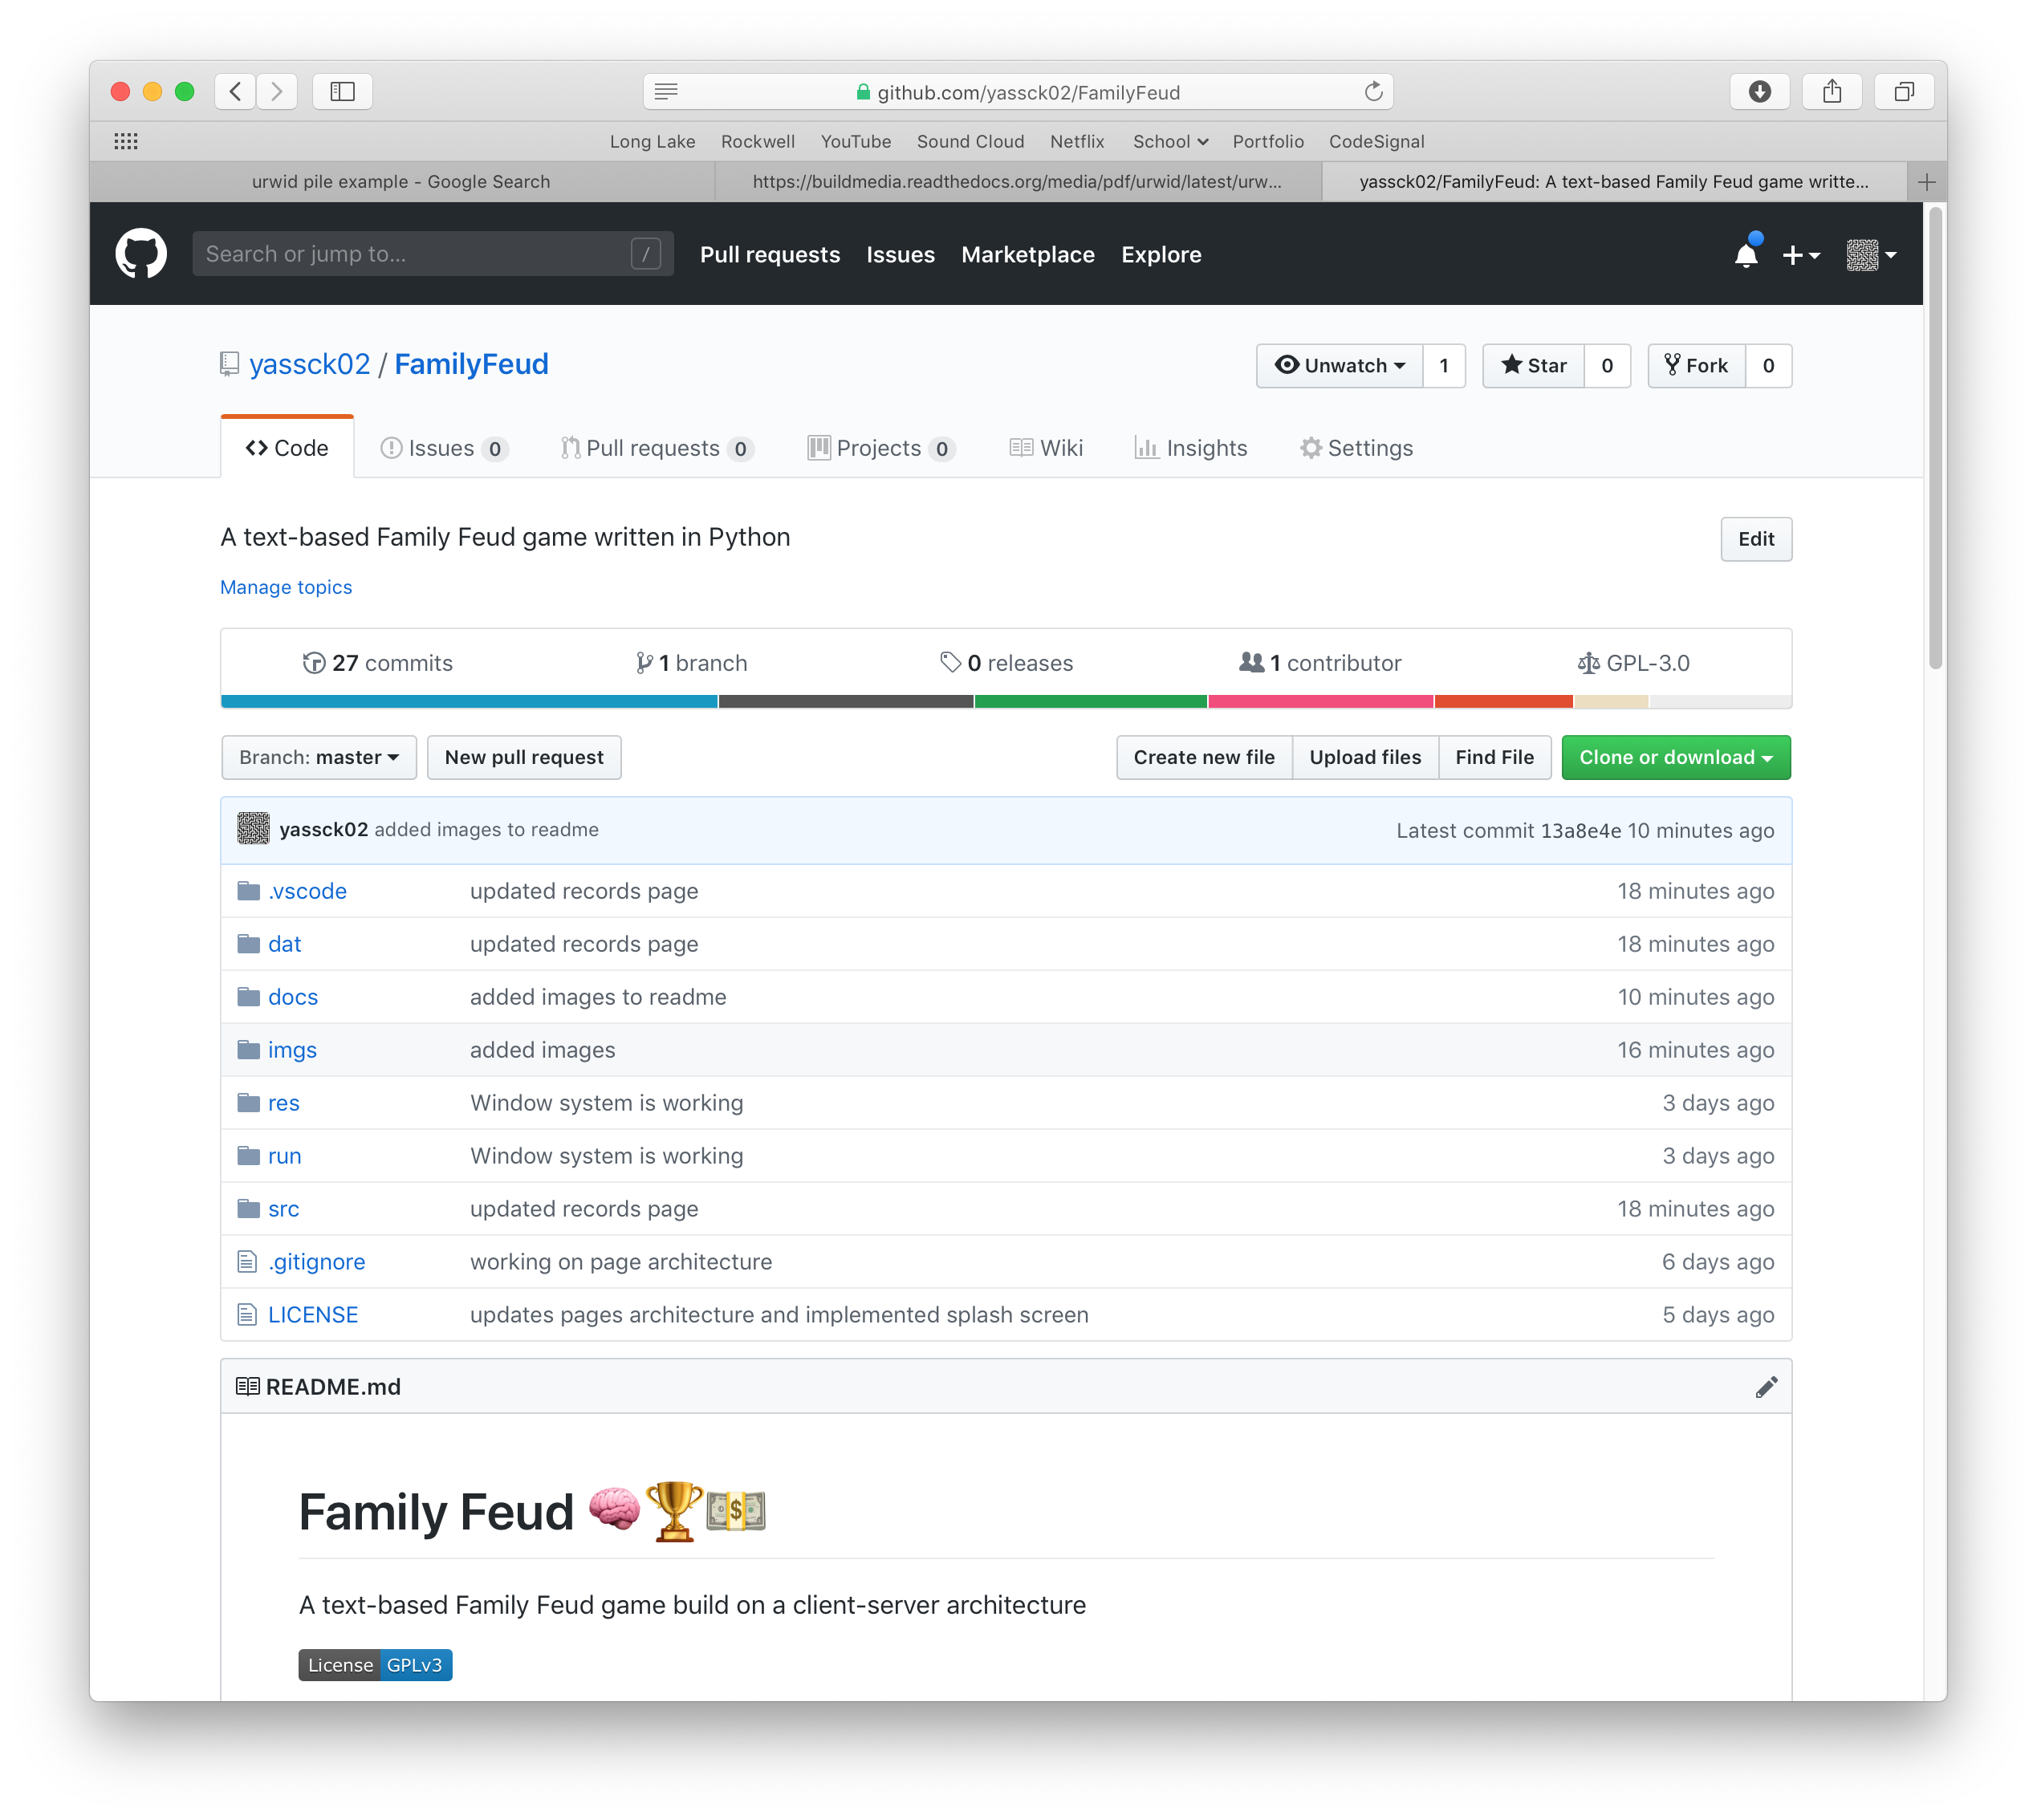 github.com/yassck02/FamilyFeud
Long Lake Rockwell YouTube Sound Cloud Netflix School Portfolio CodeSignal
urwid pile example - Google Search https://buildmedia.readthedocs.org/media/pdf/urwid/latest/urw... yassck02/FamilyFeud: A text-based Family Feud game writte...
Search or jump to... / Pull requests Issues Marketplace Explore
yassck02 / FamilyFeud Unwatch 1 Star 0 Fork 0
Code Issues 0 Pull requests 0 Projects 0 Wiki Insights Settings
A text-based Family Feud game written in Python Edit
Manage topics
27 commits 1 branch 0 releases 1 contributor GPL-3.0
Branch: master New pull request Create new file Upload files Find File Clone or download
yassck02 added images to readme Latest commit 13a8e4e 10 minutes ago
.vscode updated records page 18 minutes ago
dat updated records page 18 minutes ago
docs added images to readme 10 minutes ago
imgs added images 16 minutes ago
res Window system is working 3 days ago
run Window system is working 3 days ago
src updated records page 18 minutes ago
.gitignore working on page architecture 6 days ago
LICENSE updates pages architecture and implemented splash screen 5 days ago
README.md
Family Feud 🧠🏆💵
A text-based Family Feud game build on a client-server architecture
License GPLv3